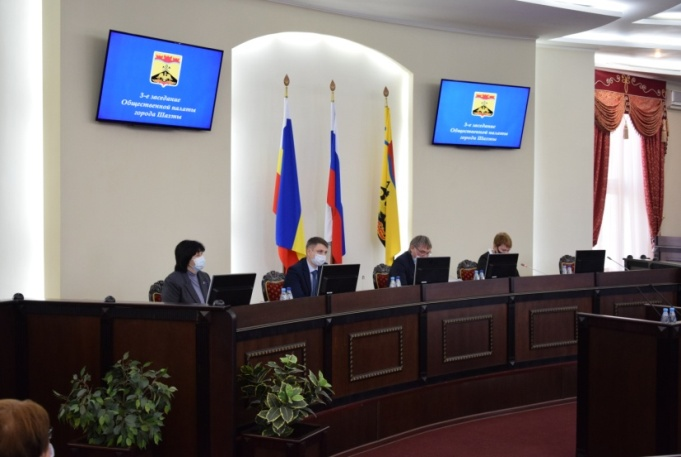 3-е заседание
Общественной палаты
города Шахты
3-е заседание
Общественной палаты
города Шахты